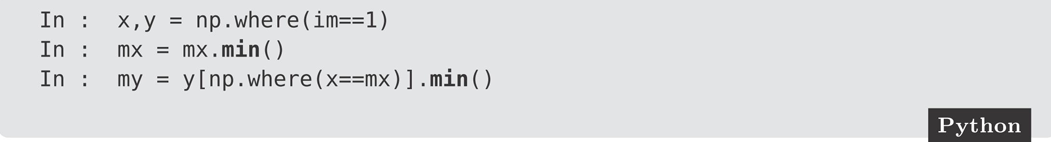 In :  x,y = np.where(im==1)
In :  mx = mx.min()
In :  my = y[np.where(x==mx)].min()
Python